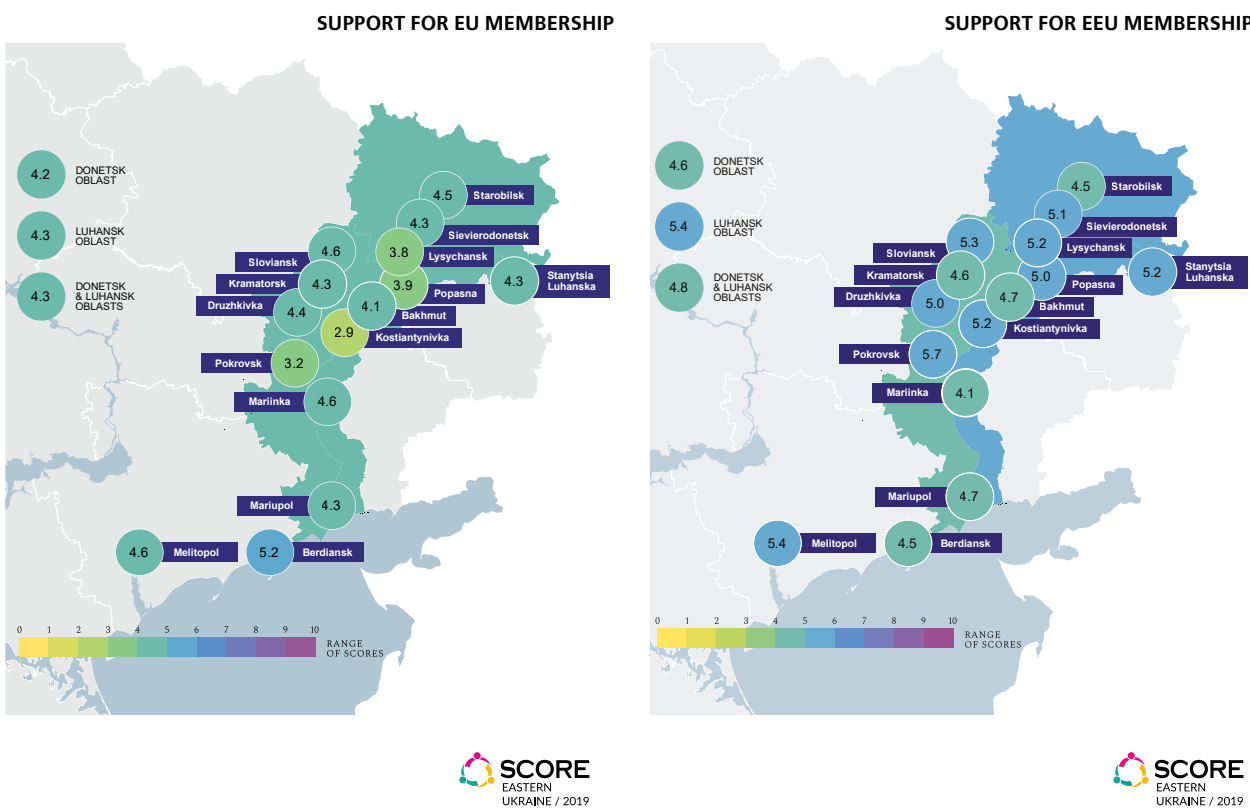 SUPPORT FOR EU MEMBERSHIP
4.2
DONETSK
OBLAST
4.3
LUHANSK
OBLAST
4.3
DONETSK
& LUHANSK
OBLASTS
4.5
Starobilsk
4.3
Sievierodonetsk
4.6
Sloviansk
3.8
Lysychansk
4.3
Kramatorsk
3.9
Popasna
4.3
Stanytsia
Luhanska
4.4
Druzhkivka
4.1
Bakhmut
2.9
Kostiantynivka
Pokrovsk
3.2
Mariinka
4.6
Mariupol
4.3
4.6
Melitopol
5.2
Berdiansk
0 1 2 3 4 5 6 7 8 9 10
RANGE
OF SCORES
SCORE
EASTERN
UKRAINE / 2019
SUPPORT FOR EEU MEMBERSHIP
4.6
DONETSK
OBLAST
5.4
LUHANSK
OBLAST
4.8
DONETSK
& LUHANSK
OBLASTS
4.5
Starobilsk
5.1
Sievierodonetsk
5.3
Sloviansk
5.2
Lysychansk
Kramatorsk
4.6
5.0
Popasna
5.2
Stanytsia
Luhanska
Druzhkivka
5.0
4.7
Bakhmut
5.2
Kostiantynivka
Pokrovsk
5.7
Mariinka
4.1
Mariupol
4.7
5.4
Melitopol
4.5
Berdiansk
0 1 2 3 4 5 6 7 8 9 10
RANGE
OF SCORES
SCORE
EASTERN
UKRAINE / 2019